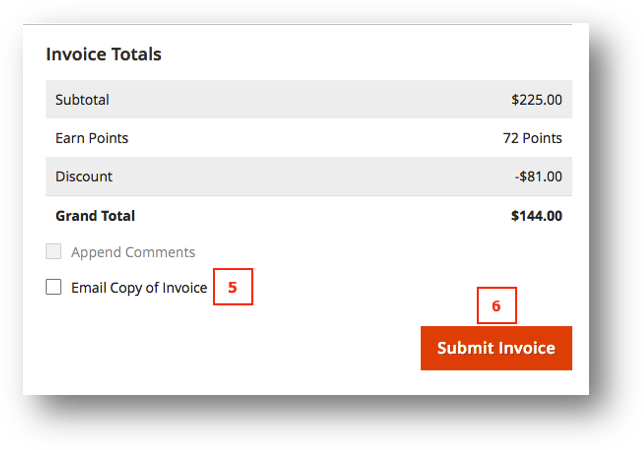 Invoice Totals
Subtotal $225.00
Earn Points 72 Points
Discount -$81.00
Grand Total $144.00
Append Comments
Email Copy of Invoice 5
6
Submit Invoice